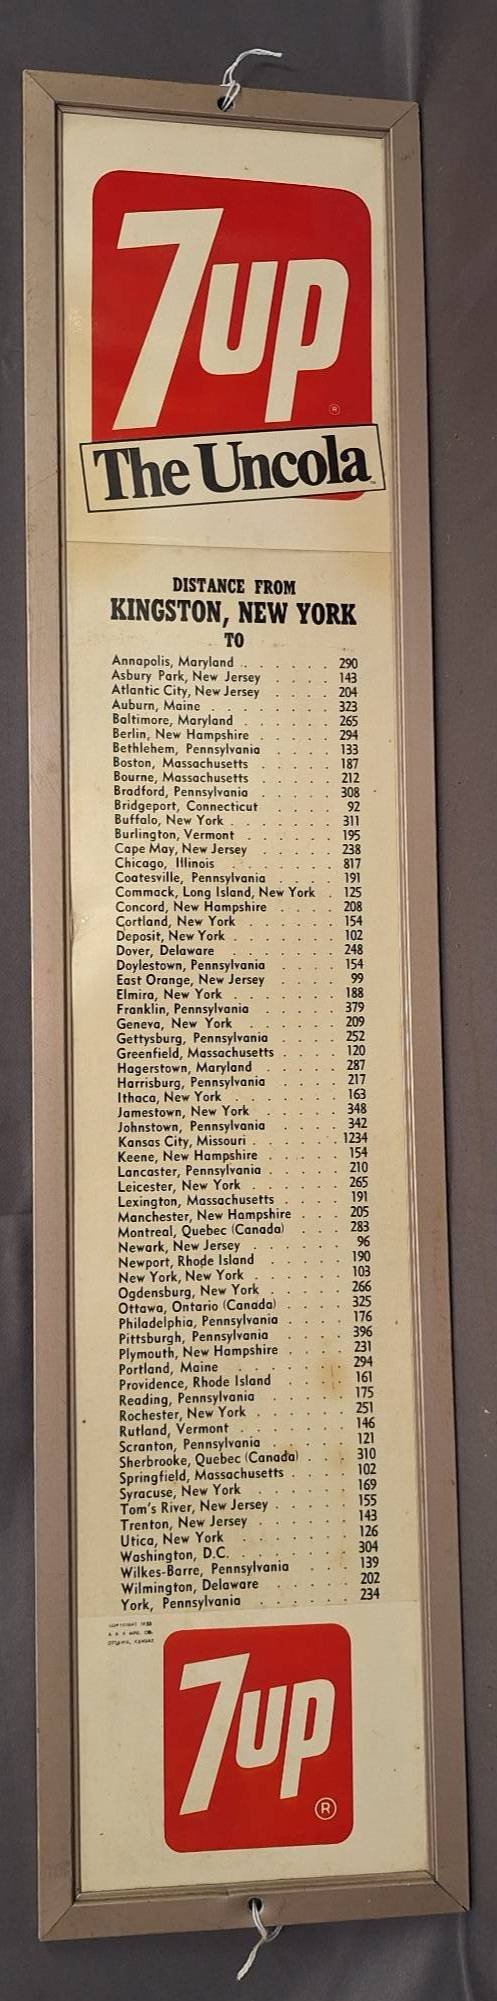 7up
®
The Uncola
DISTANCE FROM
KINGSTON, NEW YORK
TO
Annapolis, Maryland . . . . . . . 290
Asbury Park, New Jersey . . . . 143
Atlantic City, New Jersey . . . . 204
Auburn, Maine . . . . . . . . 323
Baltimore, Maryland . . . . . . 265
Berlin, New Hampshire . . . . . 294
Bethlehem, Pennsylvania . . . . 133
Boston, Massachusetts . . . . . 187
Bourne, Massachusetts . . . . . 212
Bradford, Pennsylvania . . . . . 308
Bridgeport, Connecticut . . . . 92
Buffalo, New York . . . . . . . 311
Burlington, Vermont . . . . . . 195
Cape May, New Jersey . . . . . 238
Chicago, Illinois . . . . . . . 817
Coatesville, Pennsylvania . . . . 191
Commack, Long Island, New York . 125
Concord, New Hampshire . . . . 208
Cortland, New York . . . . . . 154
Deposit, New York . . . . . . . 102
Dover, Delaware . . . . . . . 248
Doylestown, Pennsylvania . . . . 154
East Orange, New Jersey . . . . 99
Elmira, New York . . . . . . . 188
Franklin, Pennsylvania . . . . . 379
Geneva, New York . . . . . . 209
Gettysburg, Pennsylvania . . . . 252
Greenfield, Massachusetts . . . . 120
Hagerstown, Maryland . . . . . 287
Harrisburg, Pennsylvania . . . . 217
Ithaca, New York . . . . . . . 163
Jamestown, New York . . . . . 348
Johnstown, Pennsylvania . . . . 342
Kansas City, Missouri . . . . . . 1234
Keene, New Hampshire . . . . . 154
Lancaster, Pennsylvania . . . . . 210
Leicester, New York . . . . . . 265
Lexington, Massachusetts . . . . 191
Manchester, New Hampshire . . . 205
Montreal, Quebec (Canada) . . . 283
Newark, New Jersey . . . . . . 96
Newport, Rhode Island . . . . . 190
New York, New York . . . . . . 103
Ogdensburg, New York . . . . . 266
Ottawa, Ontario (Canada) . . . . 325
Philadelphia, Pennsylvania . . . . 176
Pittsburgh, Pennsylvania . . . . 396
Plymouth, New Hampshire . . . . 231
Portland, Maine . . . . . . . 294
Providence, Rhode Island . . . . 161
Reading, Pennsylvania . . . . . 175
Rochester, New York . . . . . . 251
Rutland, Vermont . . . . . . . 146
Scranton, Pennsylvania . . . . . 121
Sherbrooke, Quebec (Canada) . . . 310
Springfield, Massachusetts . . . . 102
Syracuse, New York . . . . . . 169
Tom's River, New Jersey . . . . . 155
Trenton, New Jersey . . . . . . 143
Utica, New York . . . . . . . 126
Washington, D.C. . . . . . . . 304
Wilkes-Barre, Pennsylvania . . . 139
Wilmington, Delaware . . . . . 202
York, Pennsylvania . . . . . . 234
COPYRIGHT
MFG. CO.
OTTAWA, KANSAS
7up
®